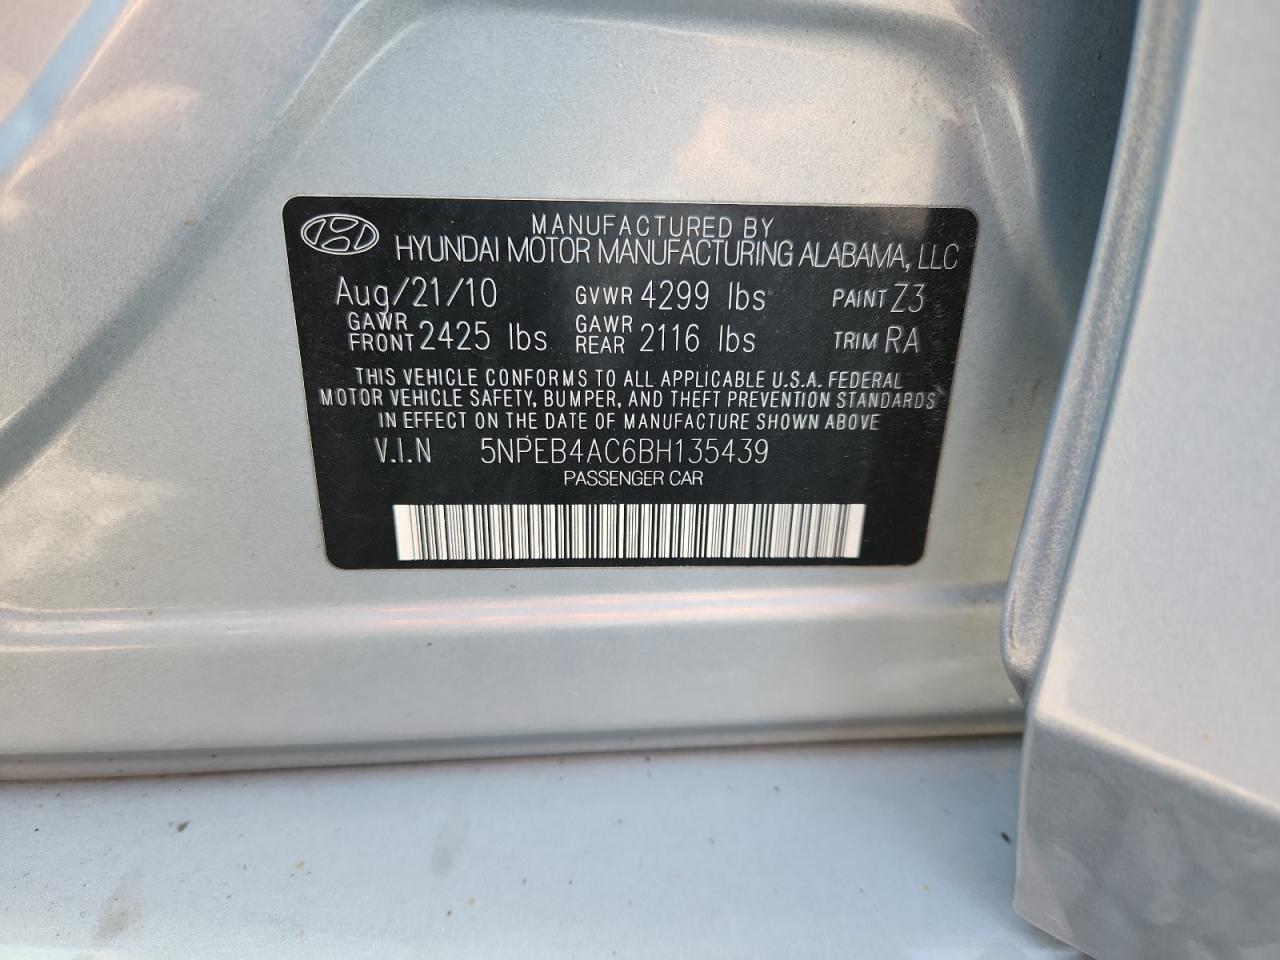 MANUFACTURED BY
HYUNDAI MOTOR MANUFACTURING ALABAMA, LLC
Aug/21/10 GVWR 4299 lbs PAINT Z3
GAWR FRONT 2425 lbs GAWR REAR 2116 lbs TRIM RA
THIS VEHICLE CONFORMS TO ALL APPLICABLE U.S.A. FEDERAL
MOTOR VEHICLE SAFETY, BUMPER, AND THEFT PREVENTION STANDARDS
IN EFFECT ON THE DATE OF MANUFACTURE SHOWN ABOVE
V.I.N 5NPEB4AC6BH135439
PASSENGER CAR